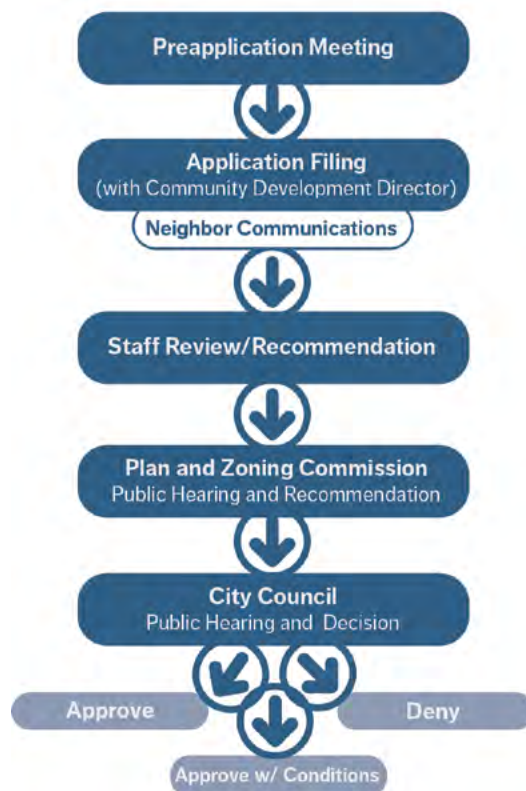 Preapplication Meeting
Application Filing
(with Community Development Director)
Neighbor Communications
Staff Review/Recommendation
Plan and Zoning Commission
Public Hearing and Recommendation
City Council
Public Hearing and Decision
Approve
Deny
Approve w/ Conditions